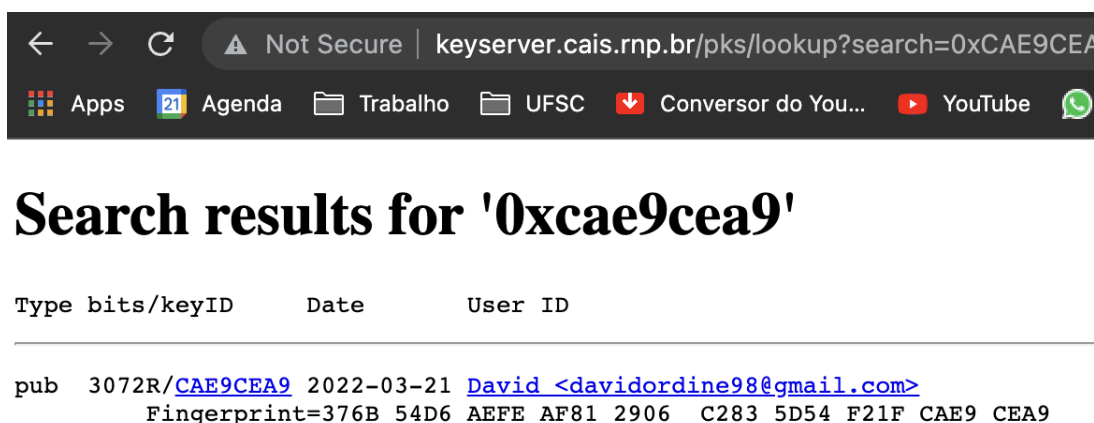 Not Secure | keyserver.cais.rnp.br/pks/lookup?search=0xCAE9CEA
Apps 21 Agenda Trabalho UFSC Conversor do You... YouTube
Search results for '0xcae9cea9'
Type bits/keyID Date User ID
pub 3072R/CAE9CEA9 2022-03-21 David <davidordine98@gmail.com>
Fingerprint=376B 54D6 AEFE AF81 2906 C283 5D54 F21F CAE9 CEA9